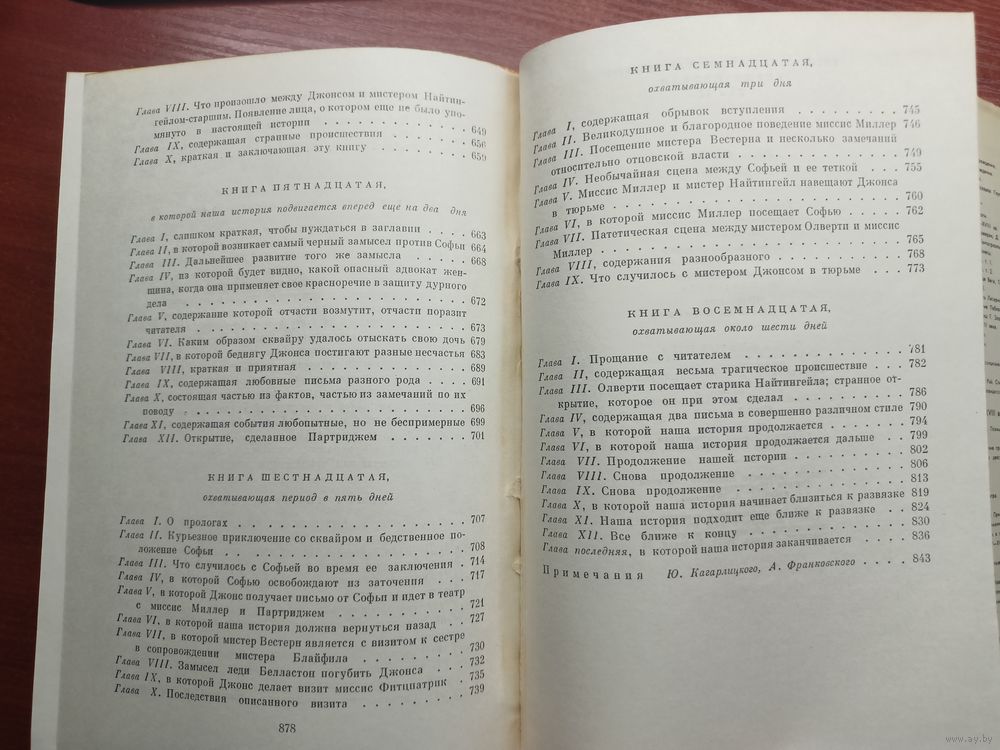 Глава VIII. Что произошло между Джонсом и мистером Найтин-
гейлом-старшим. Появление лица, о котором еще не было упо-
мянуто в настоящей истории . . . . . . . . . . 649
Глава IX, содержащая странные происшествия . . . . . . 656
Глава X, краткая и заключающая эту книгу . . . . . . . 659
КНИГА ПЯТНАДЦАТАЯ,
в которой наша история подвигается вперед еще на два дня
Глава I, слишком краткая, чтобы нуждаться в заглавии . . . . 663
Глава II, в которой возникает самый черный замысел против Софьи 664
Глава III. Дальнейшее развитие того же замысла . . . . . 668
Глава IV, из которой будет видно, какой опасный адвокат жен-
щина, когда она применяет свое красноречие в защиту дурного
дела . . . . . . . . . . . . . . . . . . . . 672
Глава V, содержание которой отчасти возмутит, отчасти поразит
читателя . . . . . . . . . . . . . . . . . . . 673
Глава VI. Каким образом сквайру удалось отыскать свою дочь 679
Глава VII, в которой беднягу Джонса постигают разные несчастья 683
Глава VIII, краткая и приятная . . . . . . . . . . . 689
Глава IX, содержащая любовные письма разного рода . . . . 691
Глава X, состоящая частью из фактов, частью из замечаний по их
поводу . . . . . . . . . . . . . . . . . . . . 696
Глава XI, содержащая события любопытные, но не беспримерные 699
Глава XII. Открытие, сделанное Партриджем . . . . . . . 701
КНИГА ШЕСТНАДЦАТАЯ,
охватывающая период в пять дней
Глава I. О прологах . . . . . . . . . . . . . . . 707
Глава II. Курьезное приключение со сквайром и бедственное по-
ложение Софьи . . . . . . . . . . . . . . . . . 708
Глава III. Что случилось с Софьей во время ее заключения . 714
Глава IV, в которой Софью освобождают из заточения . . . 717
Глава V, в которой Джонс получает письмо от Софьи и идет в театр
с миссис Миллер и Партриджем . . . . . . . . . . 721
Глава VI, в которой наша история должна вернуться назад . . 727
Глава VII, в которой мистер Вестерн является с визитом к сестре
в сопровождении мистера Блайфила . . . . . . . . . 730
Глава VIII. Замысел леди Белластон погубить Джонса . . . 732
Глава IX, в которой Джонс делает визит миссис Фитцпатрик . . 735
Глава X. Последствия описанного визита . . . . . . . . 739
878
КНИГА СЕМНАДЦАТАЯ,
охватывающая три дня
Глава I, содержащая обрывок вступления . . . . . . . . 745
Глава II. Великодушное и благородное поведение миссис Миллер 746
Глава III. Посещение мистера Вестерна и несколько замечаний
относительно отцовской власти . . . . . . . . . . . 749
Глава IV. Необычайная сцена между Софьей и ее теткой . . . 755
Глава V. Миссис Миллер и мистер Найтингейл навещают Джонса
в тюрьме . . . . . . . . . . . . . . . . . . . 760
Глава VI, в которой миссис Миллер посещает Софью . . . . 762
Глава VII. Патетическая сцена между мистером Олверти и миссис
Миллер . . . . . . . . . . . . . . . . . . . . 765
Глава VIII, содержания разнообразного . . . . . . . . 768
Глава IX. Что случилось с мистером Джонсом в тюрьме . . . 773
КНИГА ВОСЕМНАДЦАТАЯ,
охватывающая около шести дней
Глава I. Прощание с читателем . . . . . . . . . . . 781
Глава II, содержащая весьма трагическое происшествие . . . 782
Глава III. Олверти посещает старика Найтингейла; странное от-
крытие, которое он при этом сделал . . . . . . . . . 786
Глава IV, содержащая два письма в совершенно различном стиле 790
Глава V, в которой наша история продолжается . . . . . . 794
Глава VI, в которой наша история продолжается дальше . . . 799
Глава VII. Продолжение нашей истории . . . . . . . . 802
Глава VIII. Снова продолжение . . . . . . . . . . . 806
Глава IX. Снова продолжение . . . . . . . . . . . . 813
Глава X, в которой наша история начинает близиться к развязке 819
Глава XI. Наша история подходит еще ближе к развязке . . . 824
Глава XII. Все ближе к концу . . . . . . . . . . . . 830
Глава последняя, в которой наша история заканчивается . . . 836
Примечания Ю. Кагарлицкого, А. Франковского . . . . . 843
www.ay.by